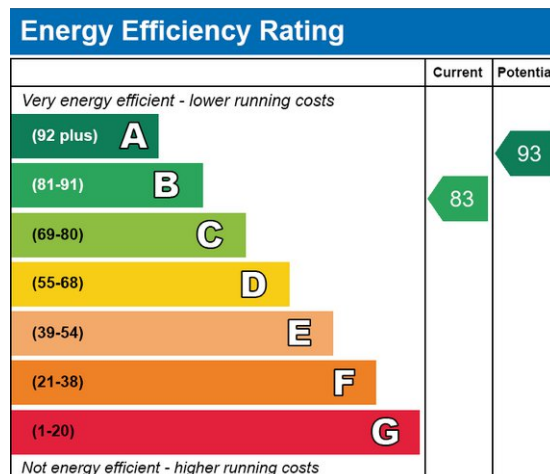 Energy Efficiency Rating
Current Potentia
Very energy efficient - lower running costs
(92 plus) A
93
(81-91) B
83
(69-80) C
(55-68) D
(39-54) E
(21-38) F
(1-20) G
Not energy efficient - higher running costs